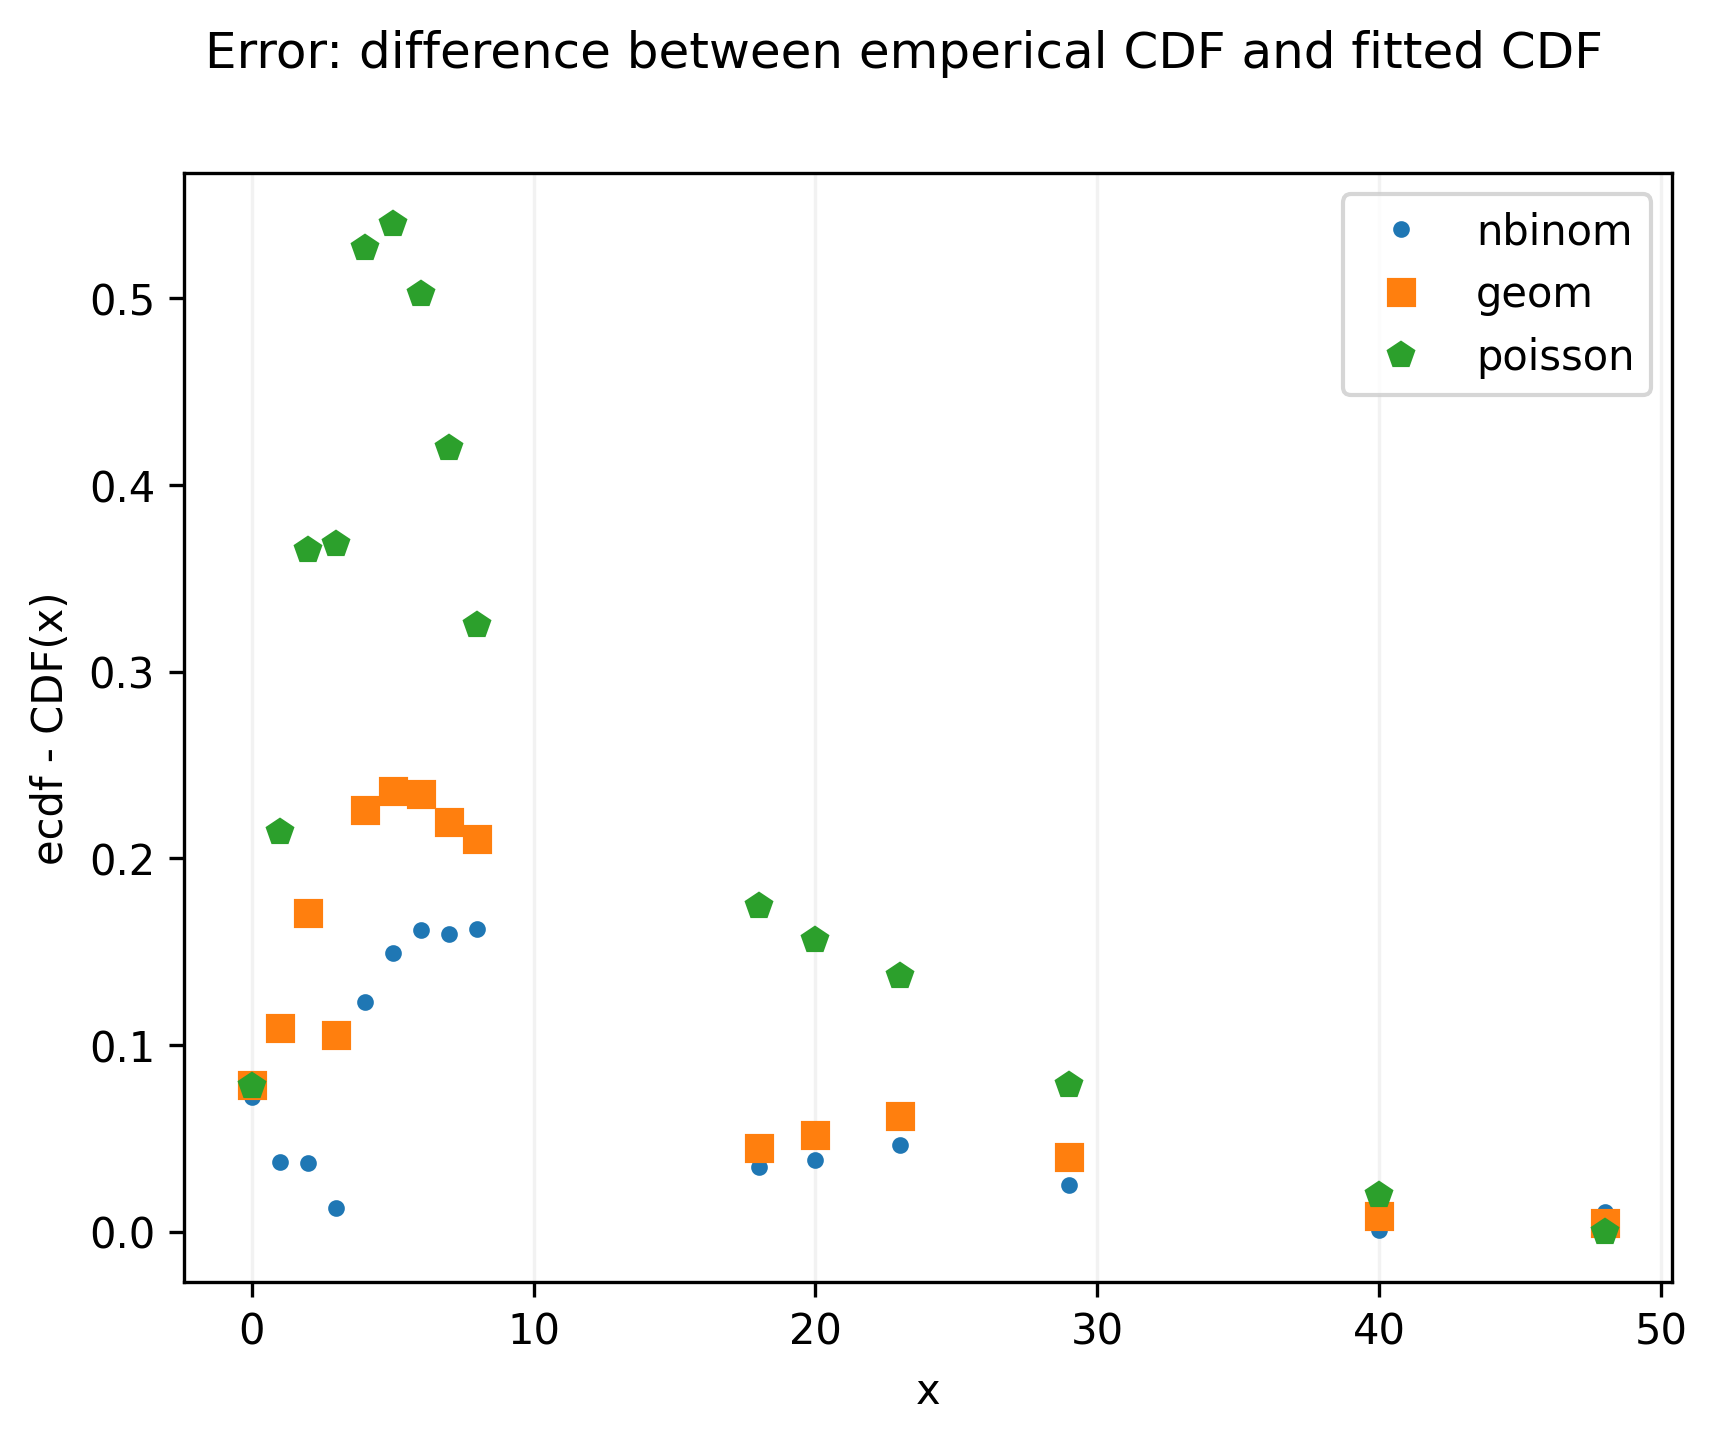 Error: difference between emperical CDF and fitted CDF
nbinom
geom
poisson
0.5
0.4
0.3
0.2
0.1
0.0
ecdf - CDF(x)
0 10 20 30 40 50
x